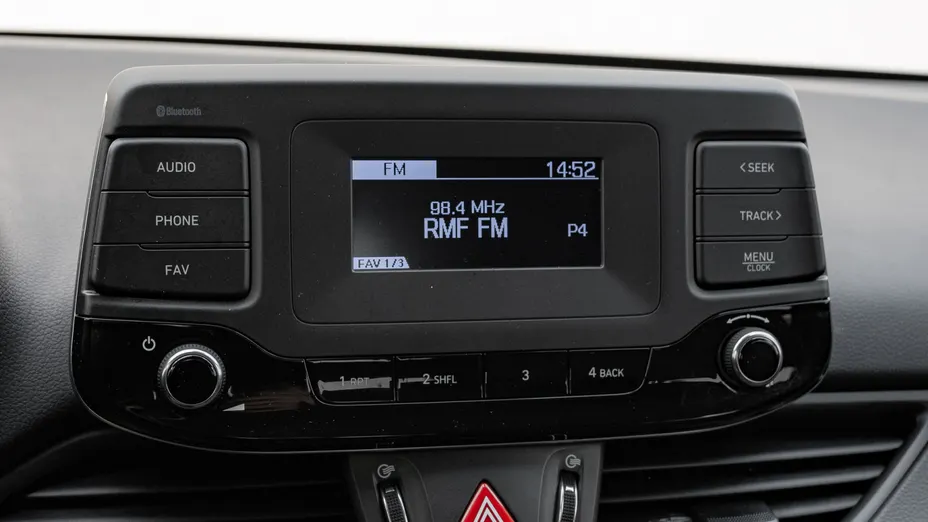 Bluetooth
AUDIO
PHONE
FAV
FM 14:52
98.4 MHz
RMF FM
P4
FAV 1/3
< SEEK
TRACK >
MENU
CLOCK
1 RPT
2 SHFL
3
4 BACK